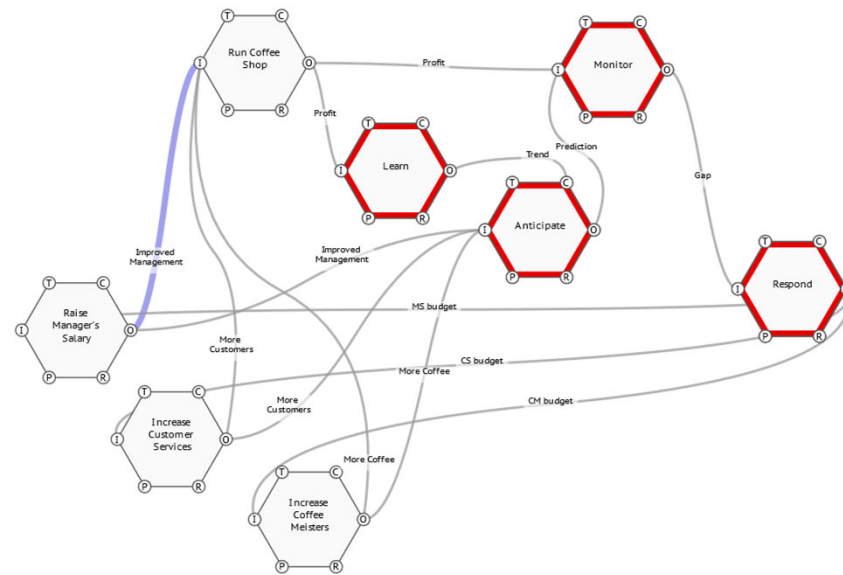 T C
Run Coffee
Shop
I O
P R
T C
Monitor
I O
P R
Profit
Profit
T C
Learn
I O
P R
Trend
Prediction
T C
Anticipate
I O
P R
Gap
T C
Respond
I
P R
Improved
Management
Improved
Management
T C
Raise
Manager's
Salary
I O
P R
MS budget
More
Customers
CS budget
More Coffee
CM budget
More
Customers
T C
Increase
Customer
Services
I O
P R
More Coffee
T C
Increase
Coffee
Meisters
I O
P R